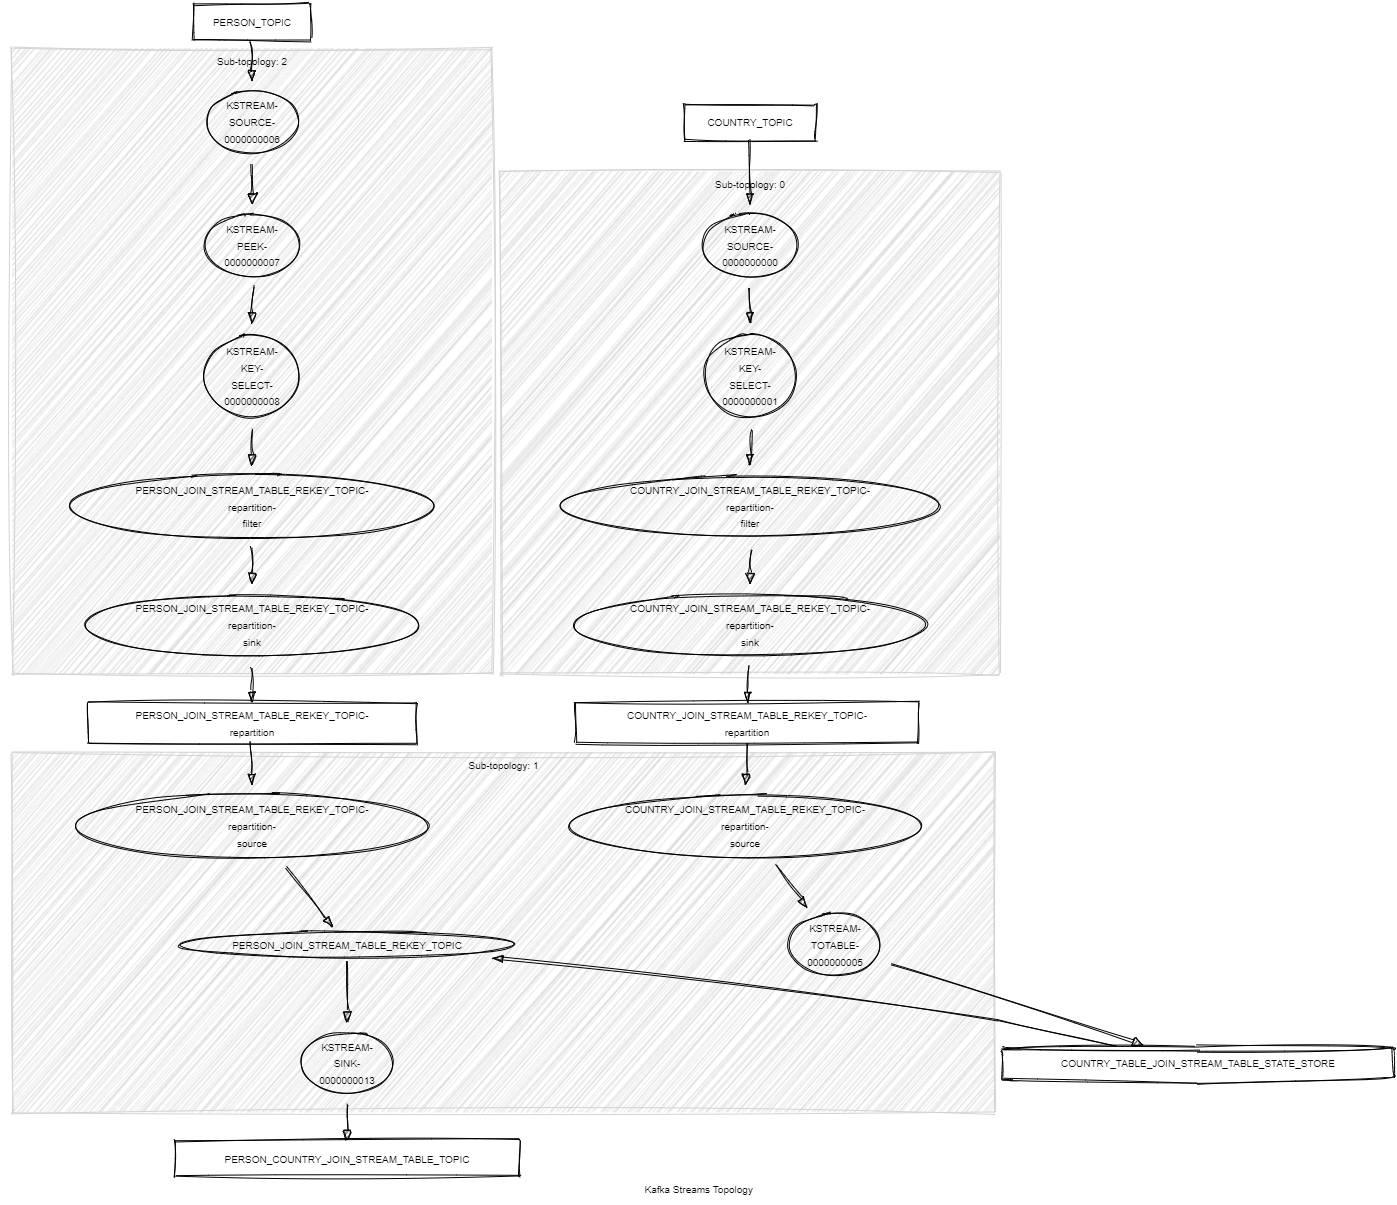 PERSON_TOPIC
Sub-topology: 2
KSTREAM-
SOURCE-
0000000006
COUNTRY_TOPIC
Sub-topology: 0
KSTREAM-
PEEK-
0000000007
KSTREAM-
SOURCE-
0000000000
KSTREAM-
KEY-
SELECT-
0000000008
KSTREAM-
KEY-
SELECT-
0000000001
PERSON_JOIN_STREAM_TABLE_REKEY_TOPIC-
repartition-
filter
COUNTRY_JOIN_STREAM_TABLE_REKEY_TOPIC-
repartition-
filter
PERSON_JOIN_STREAM_TABLE_REKEY_TOPIC-
repartition-
sink
COUNTRY_JOIN_STREAM_TABLE_REKEY_TOPIC-
repartition-
sink
PERSON_JOIN_STREAM_TABLE_REKEY_TOPIC-
repartition
COUNTRY_JOIN_STREAM_TABLE_REKEY_TOPIC-
repartition
Sub-topology: 1
PERSON_JOIN_STREAM_TABLE_REKEY_TOPIC-
repartition-
source
COUNTRY_JOIN_STREAM_TABLE_REKEY_TOPIC-
repartition-
source
PERSON_JOIN_STREAM_TABLE_REKEY_TOPIC
KSTREAM-
TOTABLE-
0000000005
KSTREAM-
SINK-
0000000013
COUNTRY_TABLE_JOIN_STREAM_TABLE_STATE_STORE
PERSON_COUNTRY_JOIN_STREAM_TABLE_TOPIC
Kafka Streams Topology